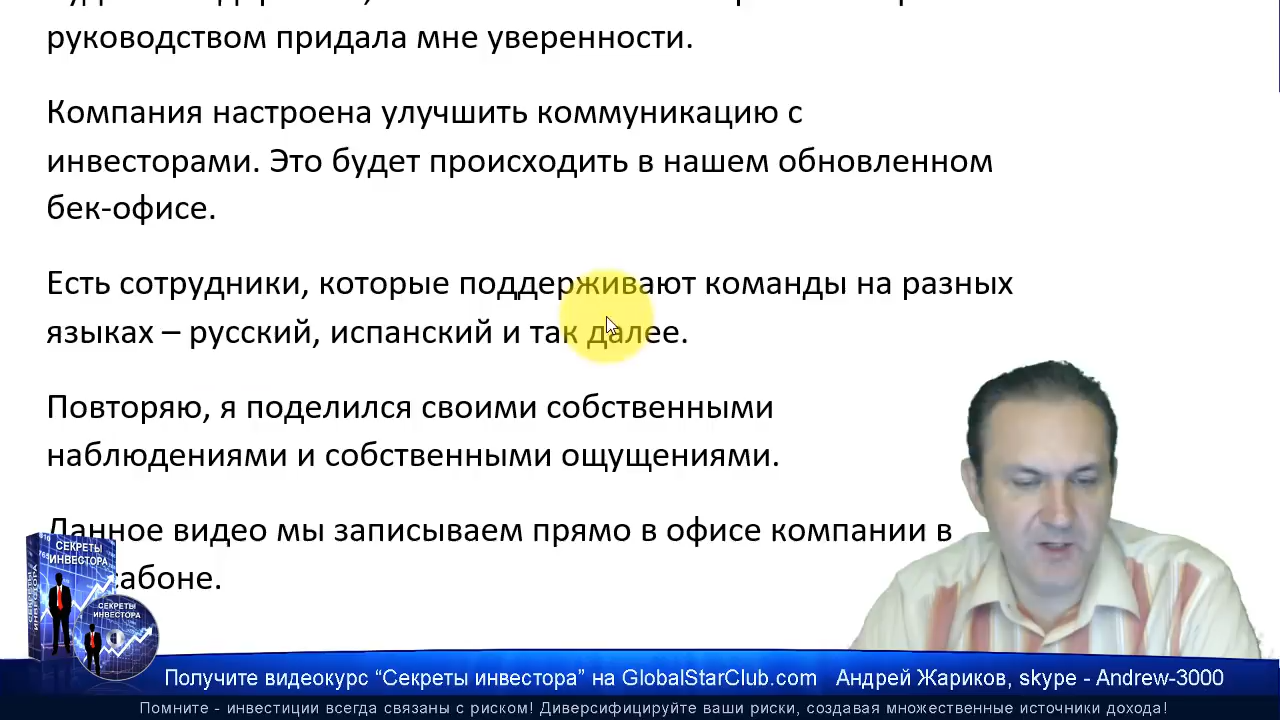 руководством придала мне уверенности.
Компания настроена улучшить коммуникацию с
инвесторами. Это будет происходить в нашем обновленном
бек-офисе.
Есть сотрудники, которые поддерживают команды на разных
языках – русский, испанский и так далее.
Повторяю, я поделился своими собственными
наблюдениями и собственными ощущениями.
Данное видео мы записываем прямо в офисе компании в
сабоне.
СЕКРЕТЫ
ИНВЕСТОРА
СЕКРЕТЫ
ИНВЕСТОРА
Получите видеокурс “Секреты инвестора” на GlobalStarClub.com Андрей Жариков, skype - Andrew-3000
Помните - инвестиции всегда связаны с риском! Диверсифицируйте ваши риски, создавая множественные источники дохода!